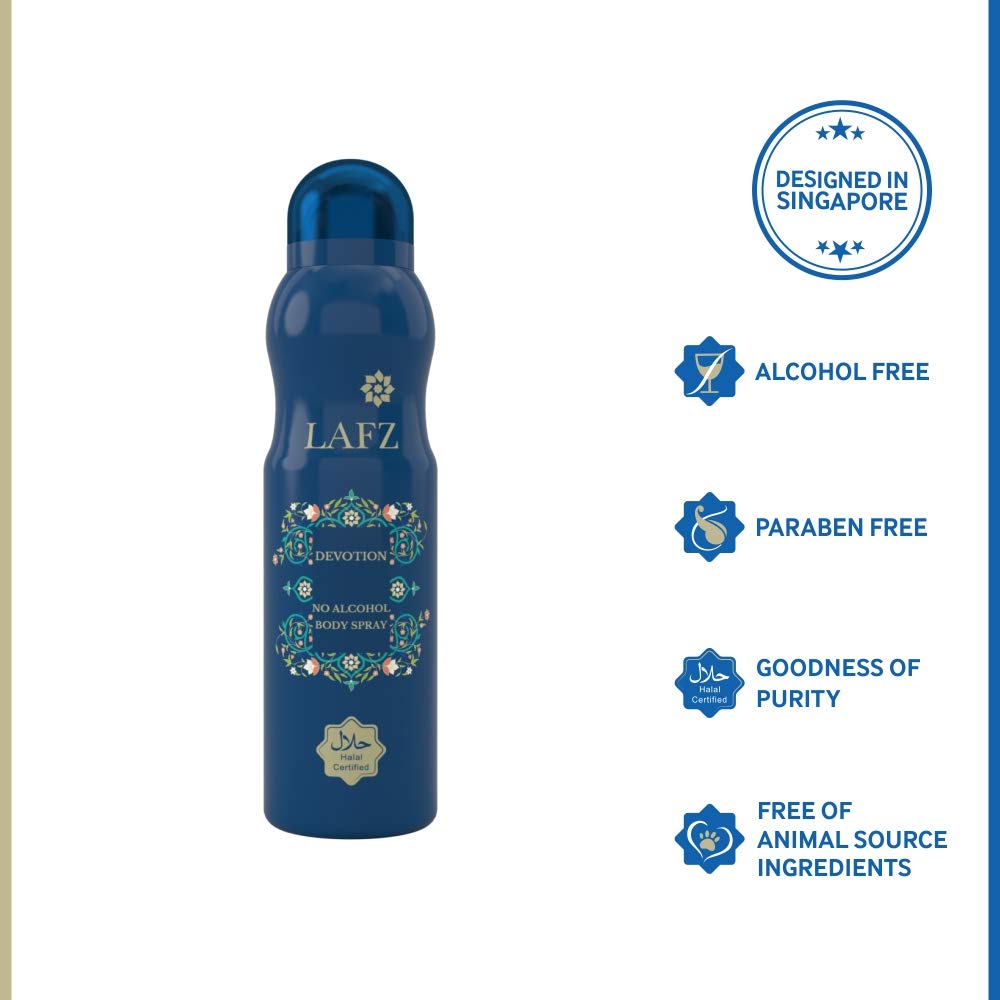 LAFZ
DEVOTION
NO ALCOHOL
BODY SPRAY
حلال
Halal
Certified
DESIGNED IN
SINGAPORE
ALCOHOL FREE
PARABEN FREE
حلال
Halal
Certified
GOODNESS OF
PURITY
FREE OF
ANIMAL SOURCE
INGREDIENTS